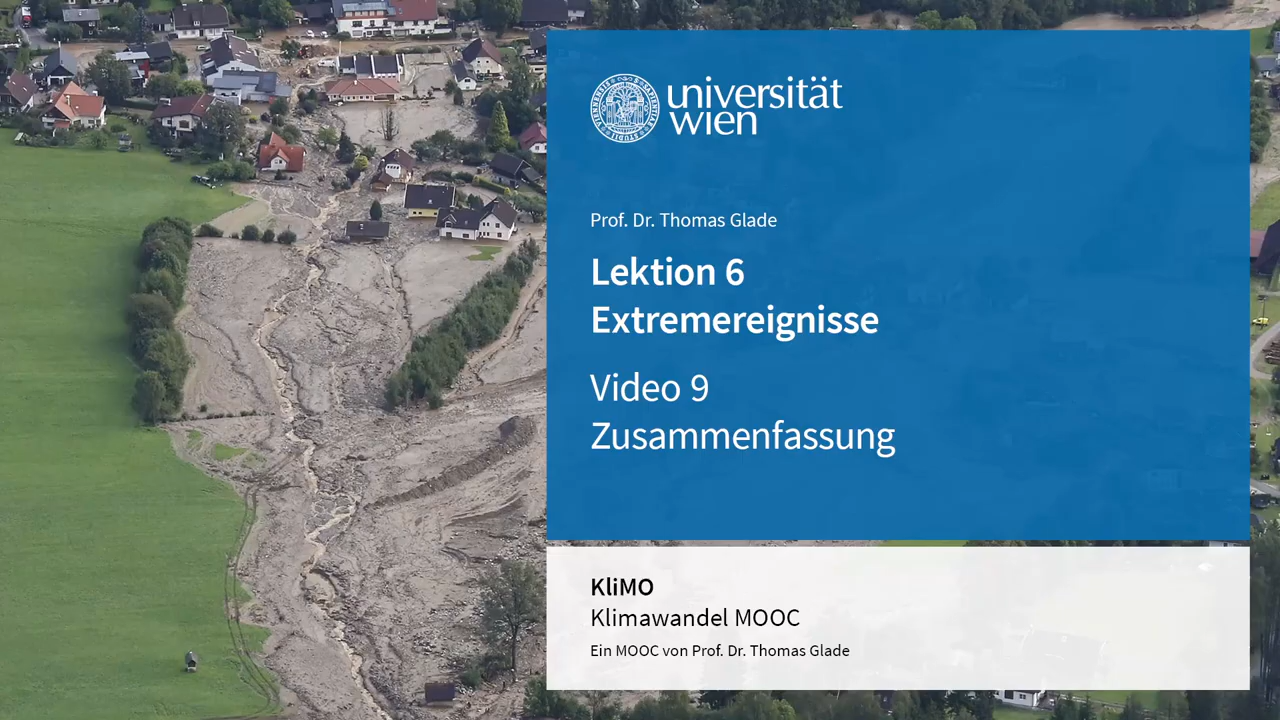 universität
wien
Prof. Dr. Thomas Glade
Lektion 6
Extremereignisse
Video 9
Zusammenfassung
KliMO
Klimawandel MOOC
Ein MOOC von Prof. Dr. Thomas Glade